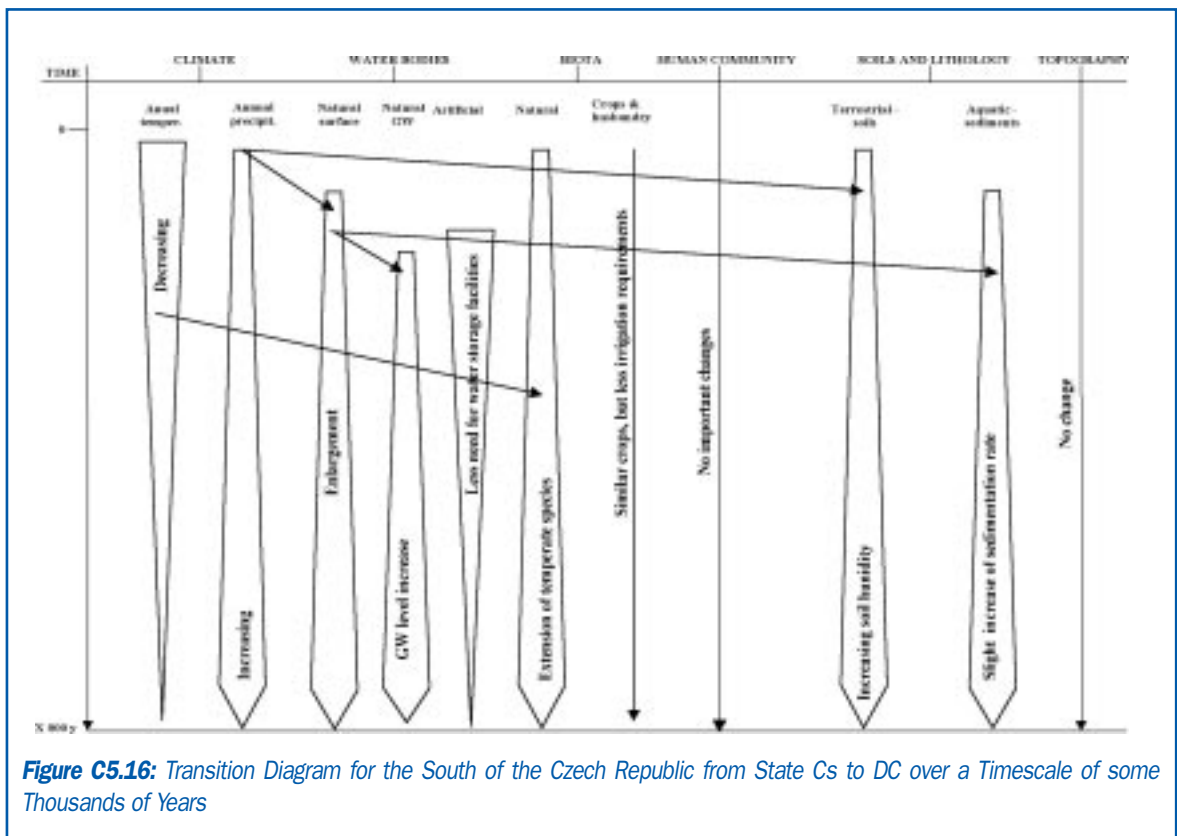 CLIMATE WATER BODIES BIOTA HUMAN COMMUNITY SOILS AND LITHOLOGY TOPOGRAPHY
TIME
Annual Annual Natural Natural Artificial Natural Crops & Terrestrial- Aquatic-
temper. precipit. surface GW husbandry soils sediments
0
Decreasing
Increasing
Enlargement
GW level increase
Less need for water storage facilities
Extension of temperate species
Similar crops, but less irrigation requirements
No important changes
Increasing soil humidity
Slight increase of sedimentation rate
No change
X 000 y
Figure C5.16: Transition Diagram for the South of the Czech Republic from State Cs to DC over a Timescale of some
Thousands of Years